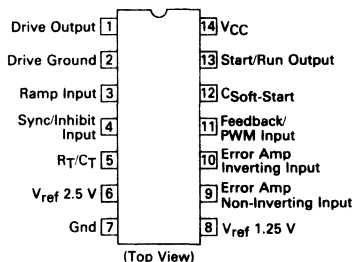 Drive Output 1
Drive Ground 2
Ramp Input 3
Sync/Inhibit
Input 4
RT/CT 5
Vref 2.5 V 6
Gnd 7
14 VCC
13 Start/Run Output
12 CSoft-Start
11 Feedback/
PWM Input
10 Error Amp
Inverting Input
9 Error Amp
Non-Inverting Input
8 Vref 1.25 V
(Top View)